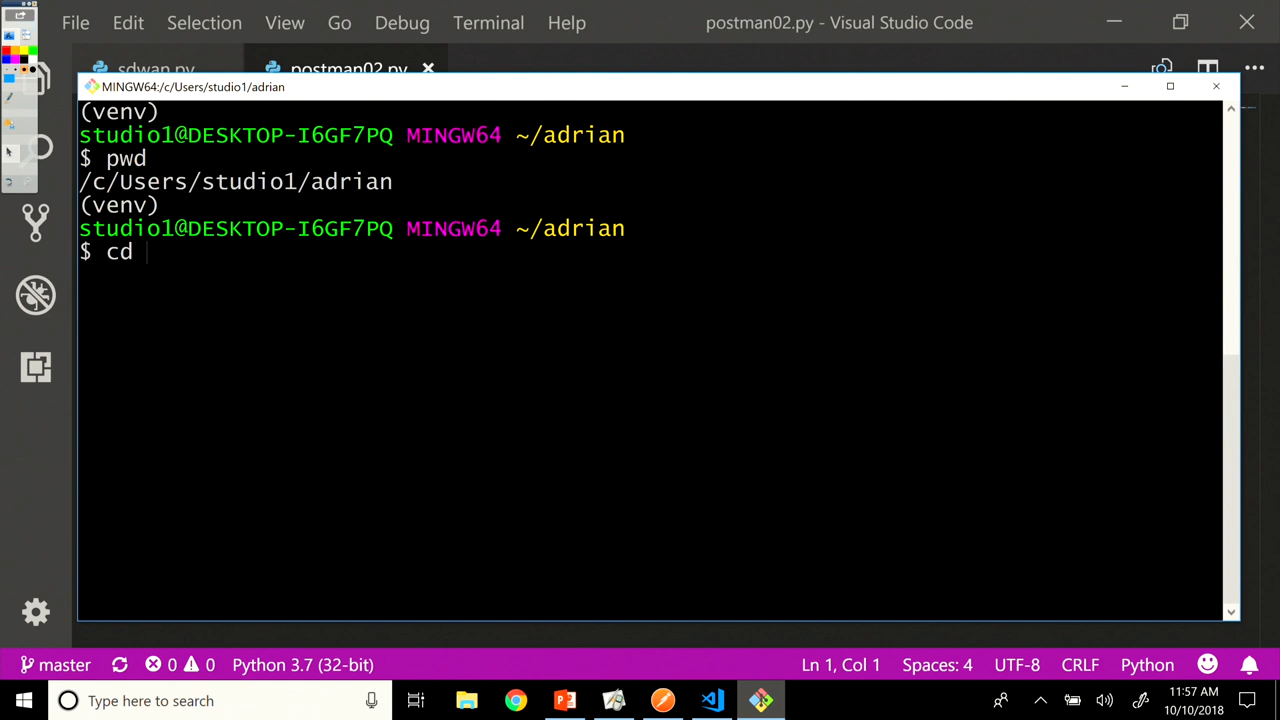 File Edit Selection View Go Debug Terminal Help
postman02.py - Visual Studio Code
sdwan.py
postman02.py
MINGW64:/c/Users/studio1/adrian
(venv)
studio1@DESKTOP-I6GF7PQ MINGW64 ~/adrian
$ pwd
/c/Users/studio1/adrian
(venv)
studio1@DESKTOP-I6GF7PQ MINGW64 ~/adrian
$ cd
master 0 0 Python 3.7 (32-bit) Ln 1, Col 1 Spaces: 4 UTF-8 CRLF Python
Type here to search
11:57 AM
10/10/2018